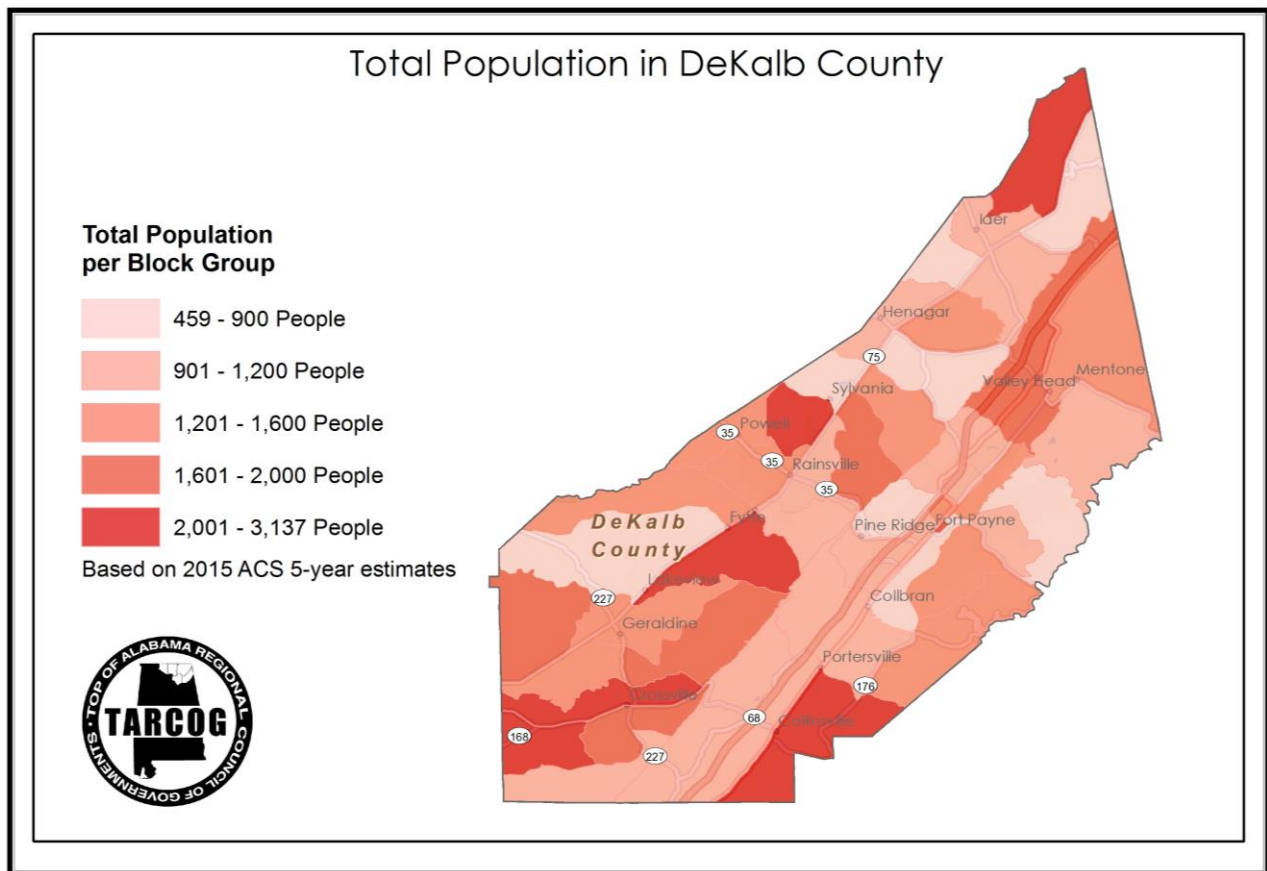 Total Population in DeKalb County
Total Population
per Block Group
459 - 900 People
901 - 1,200 People
1,201 - 1,600 People
1,601 - 2,000 People
2,001 - 3,137 People
Based on 2015 ACS 5-year estimates
TOP OF ALABAMA REGIONAL COUNCIL OF GOVERNMENTS
TARCOG
Ider
Henagar
75
Sylvania
Valley Head
Mentone
Powell
35
35
Rainsville
35
DeKalb
County
Fyffe
Pine Ridge
Fort Payne
Lakeview
227
Collbran
Geraldine
Portersville
176
Crossville
Collinsville
68
168
227